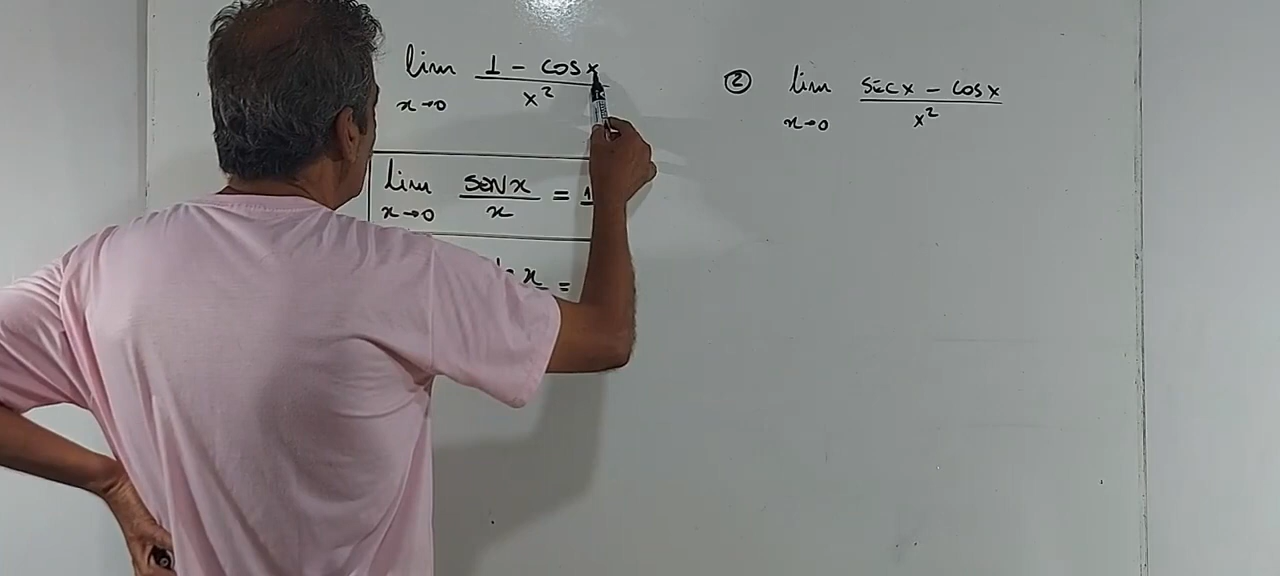 lim 1 - cos x
x→0 x²
lim sen x = 1
x→0 x
x =
② lim sec x - cos x
x→0 x²